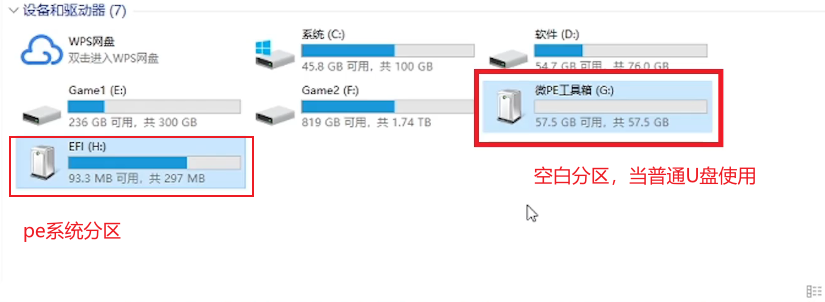 设备和驱动器 (7)
WPS网盘
双击进入WPS网盘
系统 (C:)
45.8 GB 可用，共 100 GB
软件 (D:)
54.7 GB 可用，共 76.0 GB
Game1 (E:)
236 GB 可用，共 300 GB
Game2 (F:)
819 GB 可用，共 1.74 TB
微PE工具箱 (G:)
57.5 GB 可用，共 57.5 GB
EFI (H:)
93.3 MB 可用，共 297 MB
空白分区，当普通U盘使用
pe系统分区